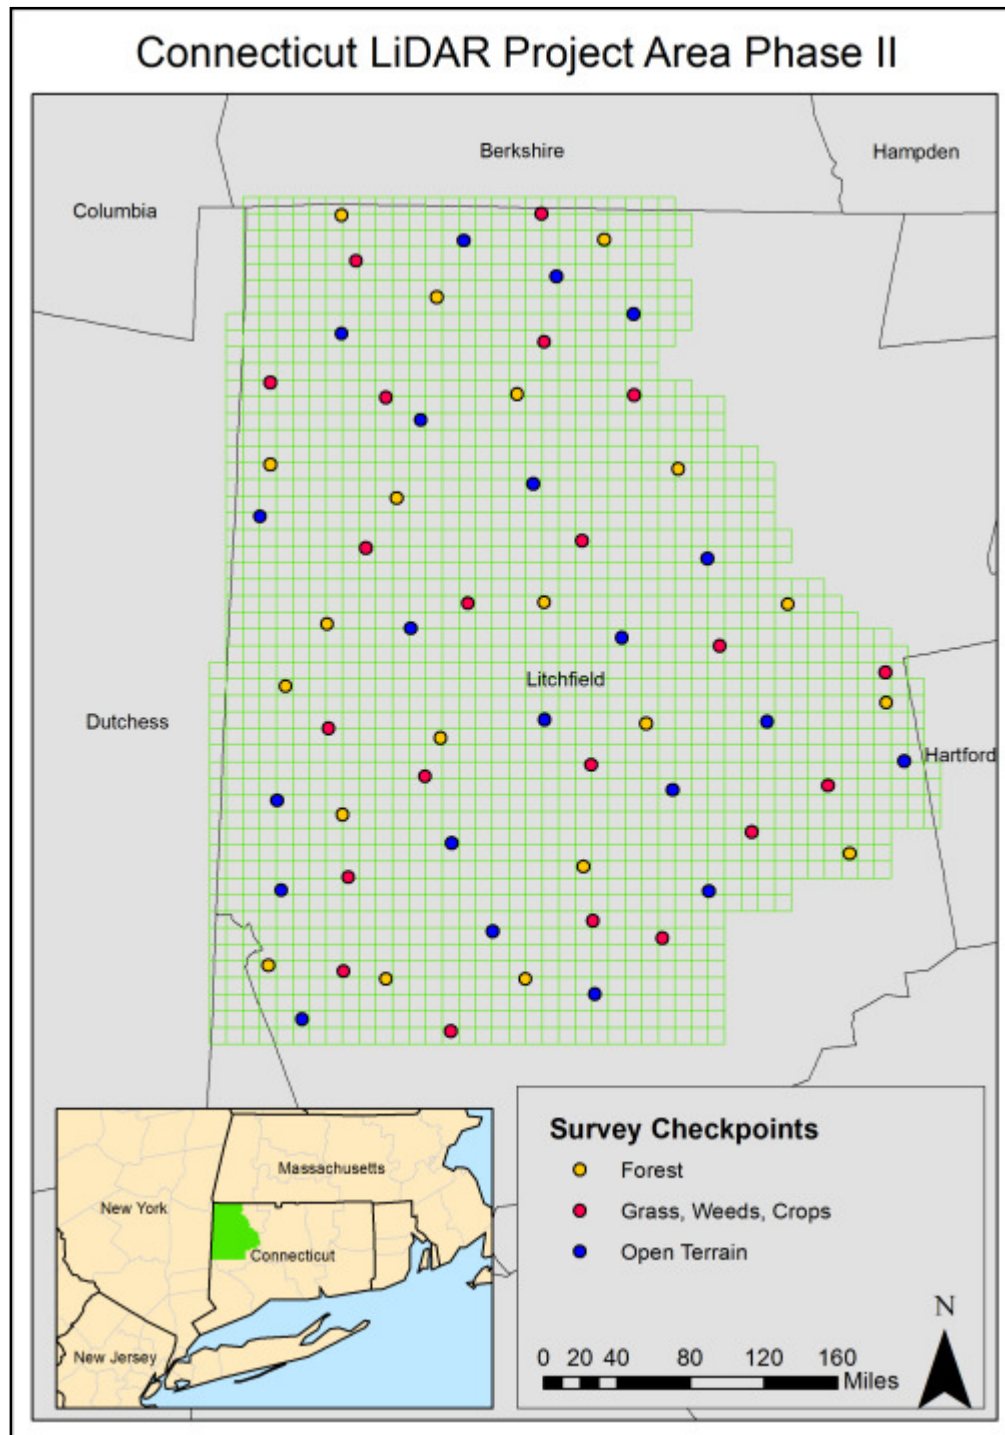 Connecticut LiDAR Project Area Phase II
Berkshire
Hampden
Columbia
Litchfield
Dutchess
Hartford
Massachusetts
New York
Connecticut
New Jersey
Survey Checkpoints
Forest
Grass, Weeds, Crops
Open Terrain
N
0 20 40 80 120 160
Miles